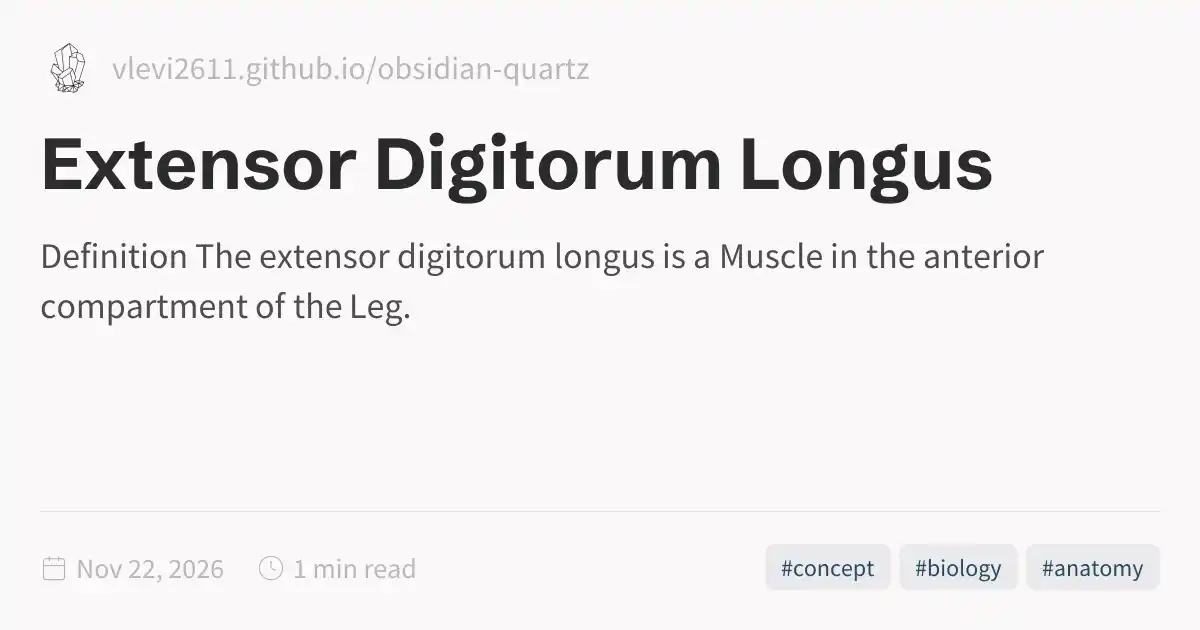 vlevi2611.github.io/obsidian-quartz
Extensor Digitorum Longus
Definition The extensor digitorum longus is a Muscle in the anterior
compartment of the Leg.
Nov 22, 2026 1 min read #concept #biology #anatomy